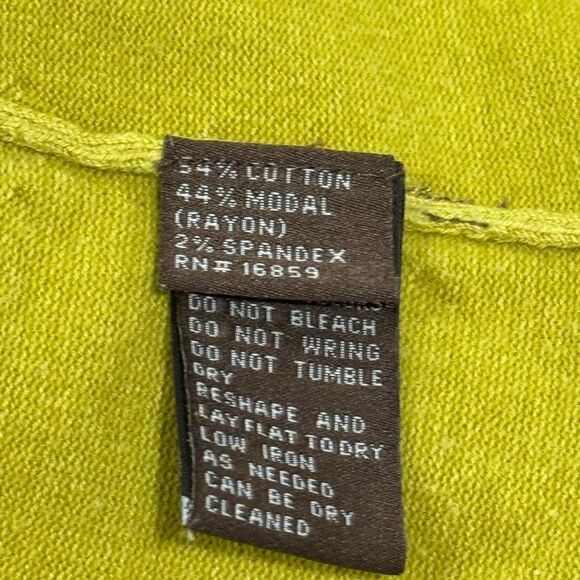 54% COTTON
44% MODAL
(RAYON)
2% SPANDEX
RN# 16859
DO NOT BLEACH
DO NOT WRING
DO NOT TUMBLE
DRY
RESHAPE AND
LAY FLAT TO DRY
LOW IRON
AS NEEDED
CAN BE DRY
CLEANED